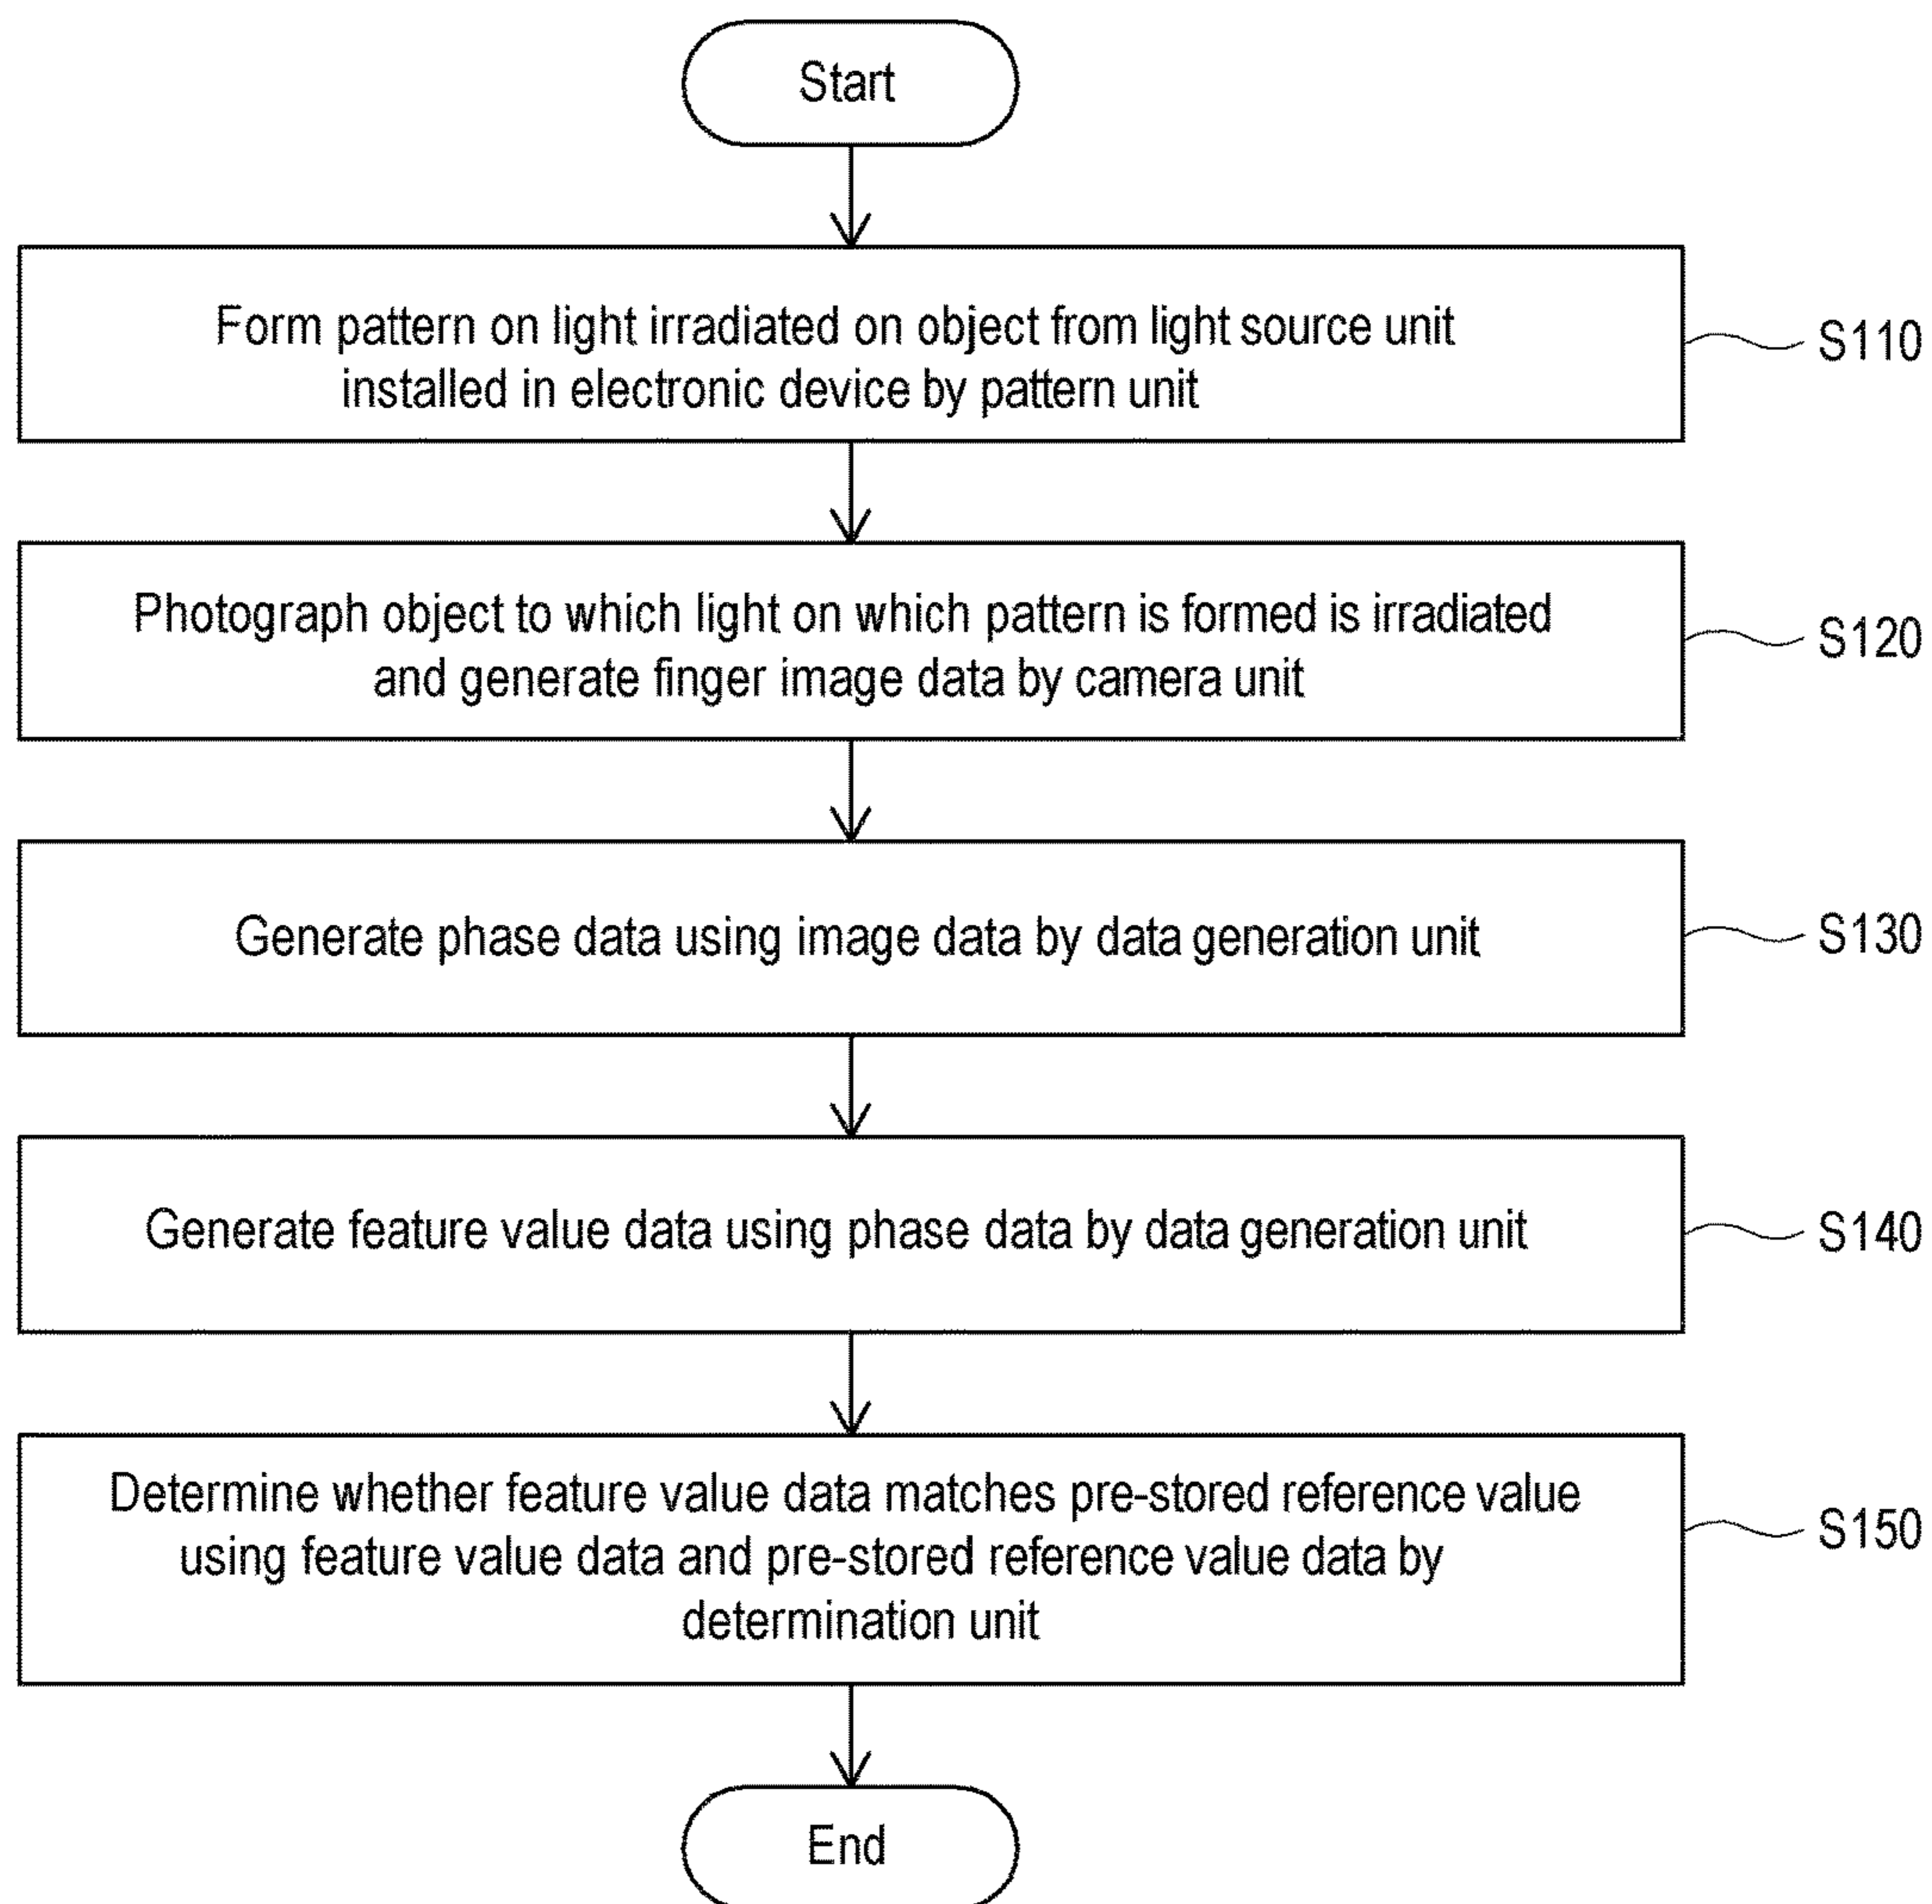 Start
Form pattern on light irradiated on object from light source unit
installed in electronic device by pattern unit
S110
Photograph object to which light on which pattern is formed is irradiated
and generate finger image data by camera unit
S120
Generate phase data using image data by data generation unit
S130
Generate feature value data using phase data by data generation unit
S140
Determine whether feature value data matches pre-stored reference value
using feature value data and pre-stored reference value data by
determination unit
S150
End